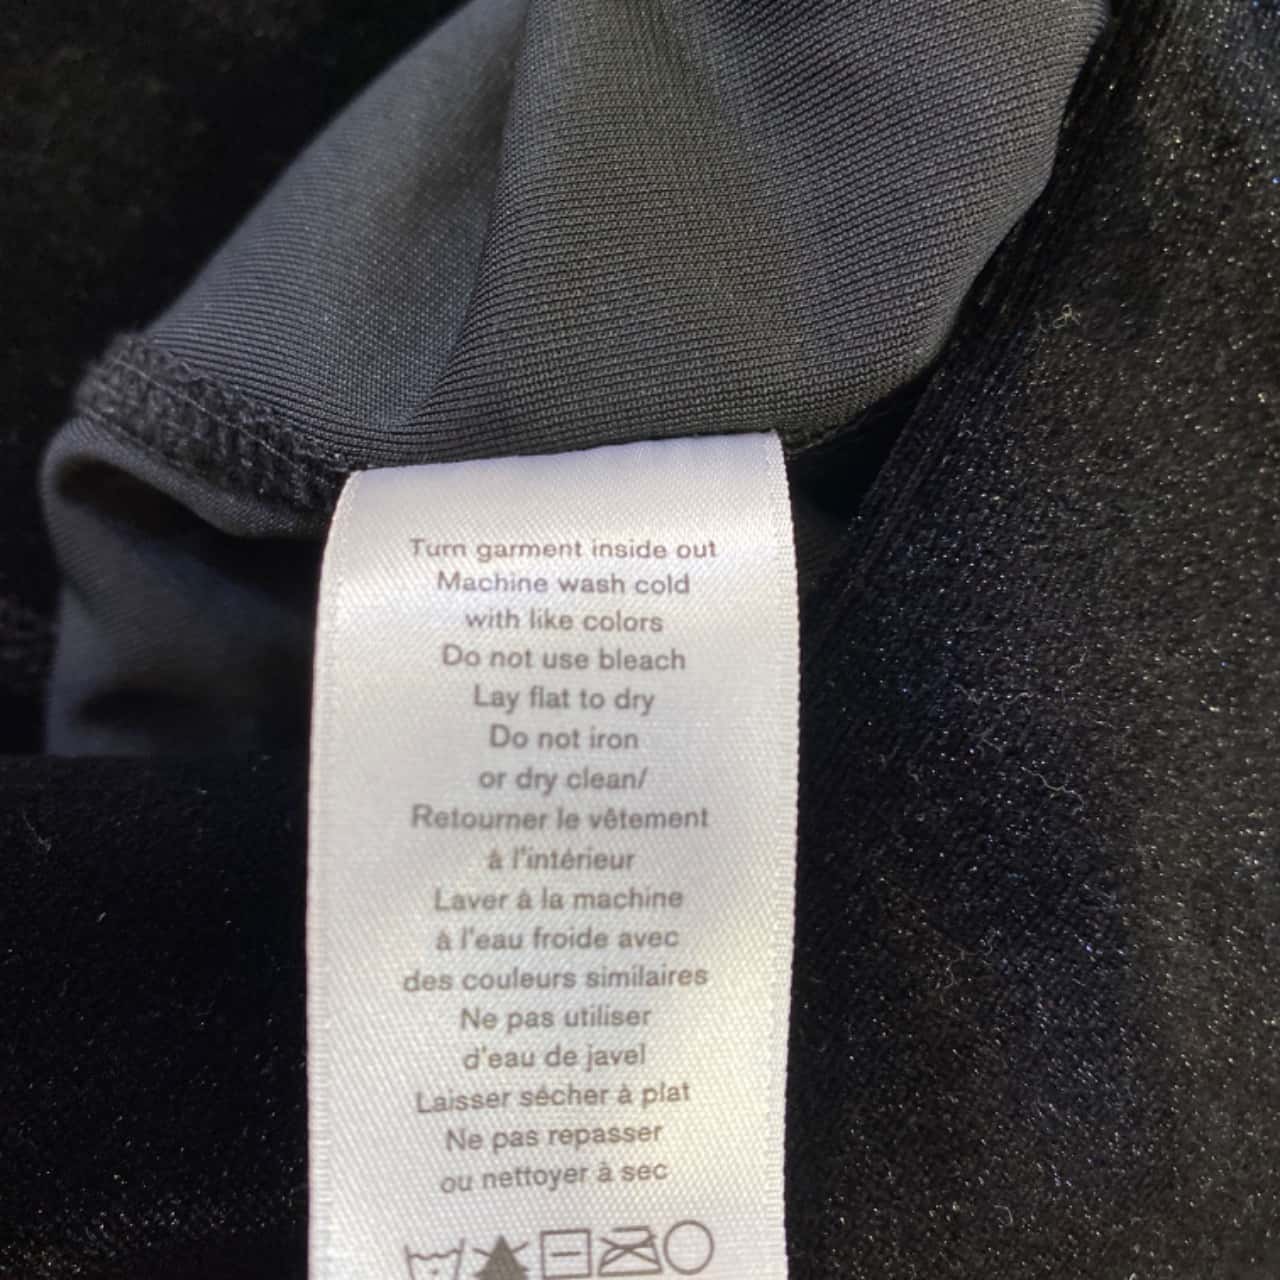 Turn garment inside out
Machine wash cold
with like colors
Do not use bleach
Lay flat to dry
Do not iron
or dry clean/
Retourner le vêtement
à l'intérieur
Laver à la machine
à l'eau froide avec
des couleurs similaires
Ne pas utiliser
d'eau de javel
Laisser sécher à plat
Ne pas repasser
ou nettoyer à sec